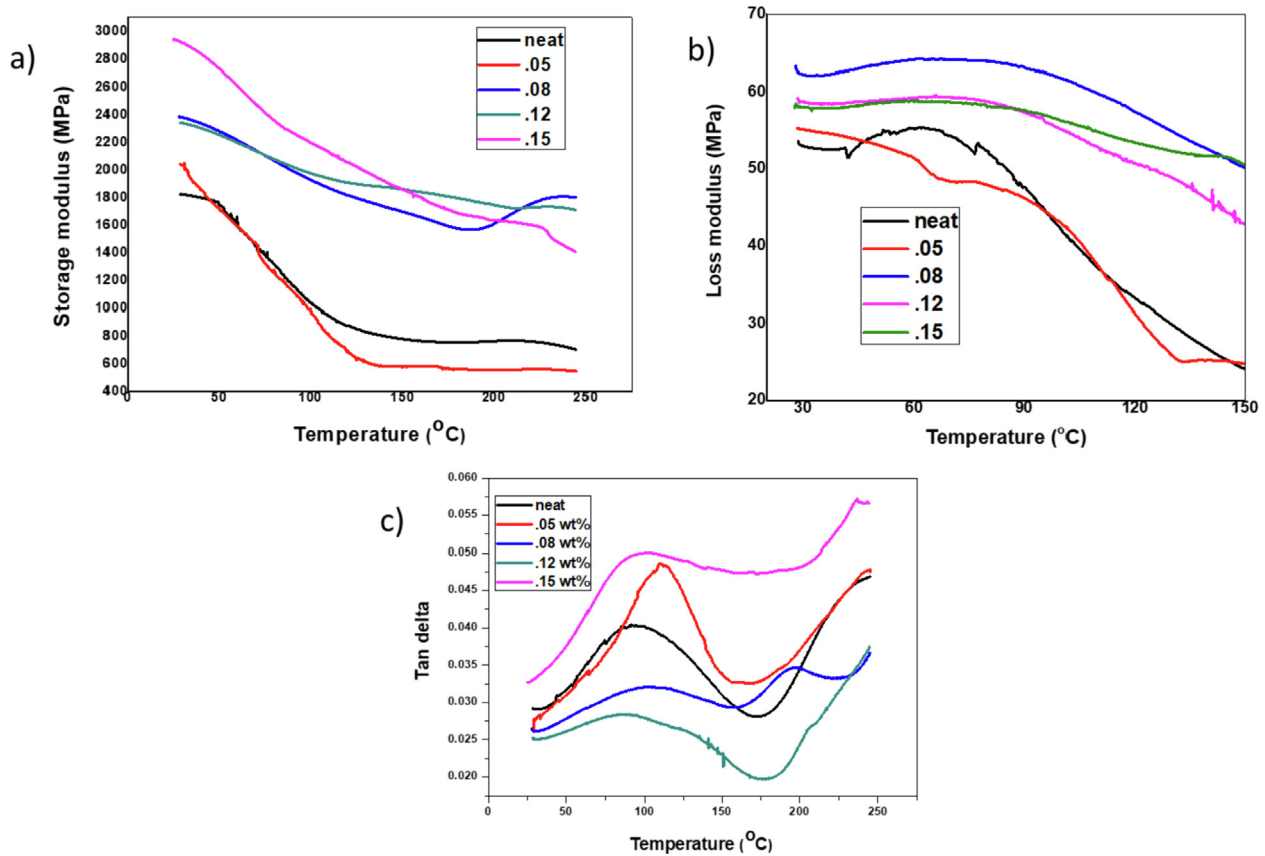 a)
Storage modulus (MPa)
3000
2800
2600
2400
2200
2000
1800
1600
1400
1200
1000
800
600
400
neat
.05
.08
.12
.15
0 50 100 150 200 250
Temperature (°C)
b)
Loss modulus (MPa)
70
60
50
40
30
20
neat
.05
.08
.12
.15
30 60 90 120 150
Temperature (°C)
c)
Tan delta
0.060
0.055
0.050
0.045
0.040
0.035
0.030
0.025
0.020
neat
.05 wt%
.08 wt%
.12 wt%
.15 wt%
0 50 100 150 200 250
Temperature (°C)